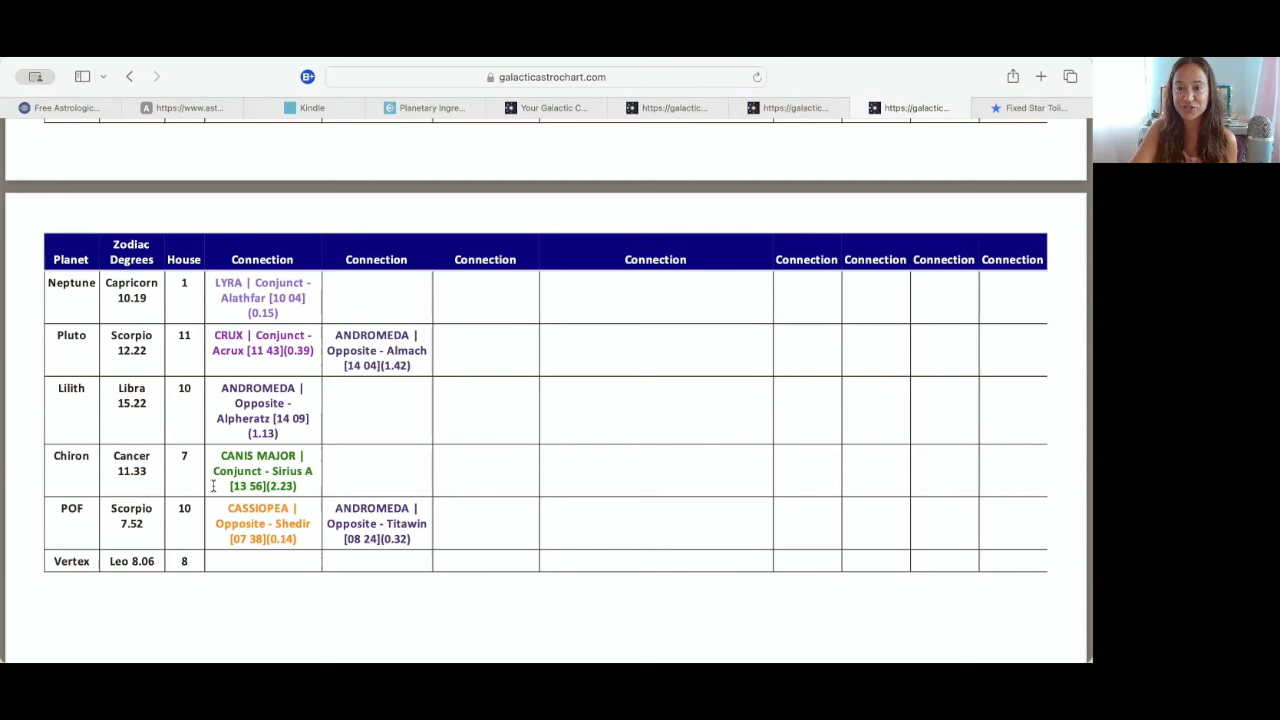 B+
galacticastrochart.com
Free Astrologic...
https://www.ast...
Kindle
Planetary Ingre...
Your Galactic C...
https://galactic...
https://galactic...
https://galactic...
Fixed Star Toli...
Planet Zodiac Degrees House Connection Connection Connection Connection Connection Connection Connection Connection
Neptune Capricorn 10.19 1 LYRA | Conjunct - Alathfar [10 04] (0.15)
Pluto Scorpio 12.22 11 CRUX | Conjunct - Acrux [11 43](0.39) ANDROMEDA | Opposite - Almach [14 04](1.42)
Lilith Libra 15.22 10 ANDROMEDA | Opposite - Alpheratz [14 09] (1.13)
Chiron Cancer 11.33 7 CANIS MAJOR | Conjunct - Sirius A [13 56](2.23)
POF Scorpio 7.52 10 CASSIOPEA | Opposite - Shedir [07 38](0.14) ANDROMEDA | Opposite - Titawin [08 24](0.32)
Vertex Leo 8.06 8